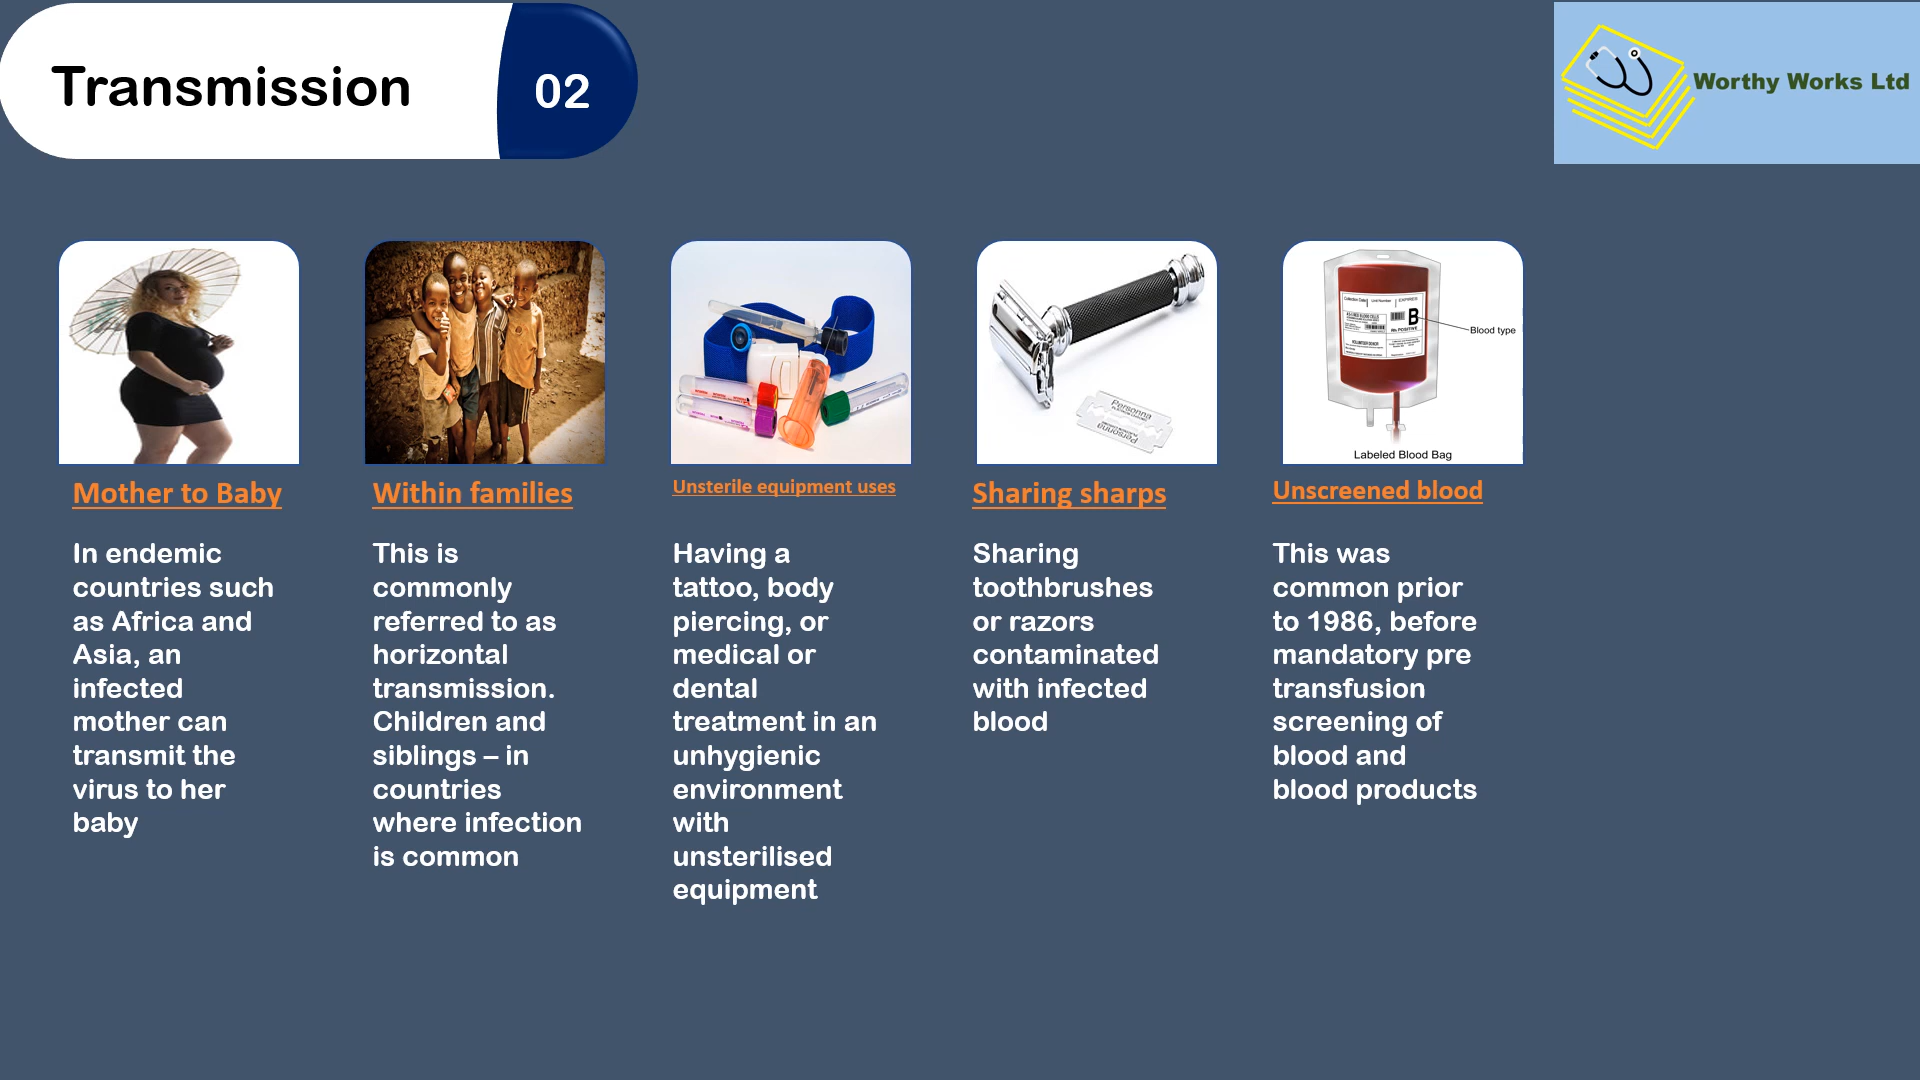 Transmission
02
Worthy Works Ltd
Blood type
B
Rh POSITIVE
EXPIRES
Personna
Personna
Labeled Blood Bag
Mother to Baby
In endemic
countries such
as Africa and
Asia, an
infected
mother can
transmit the
virus to her
baby
Within families
This is
commonly
referred to as
horizontal
transmission.
Children and
siblings – in
countries
where infection
is common
Unsterile equipment uses
Having a
tattoo, body
piercing, or
medical or
dental
treatment in an
unhygienic
environment
with
unsterilised
equipment
Sharing sharps
Sharing
toothbrushes
or razors
contaminated
with infected
blood
Unscreened blood
This was
common prior
to 1986, before
mandatory pre
transfusion
screening of
blood and
blood products